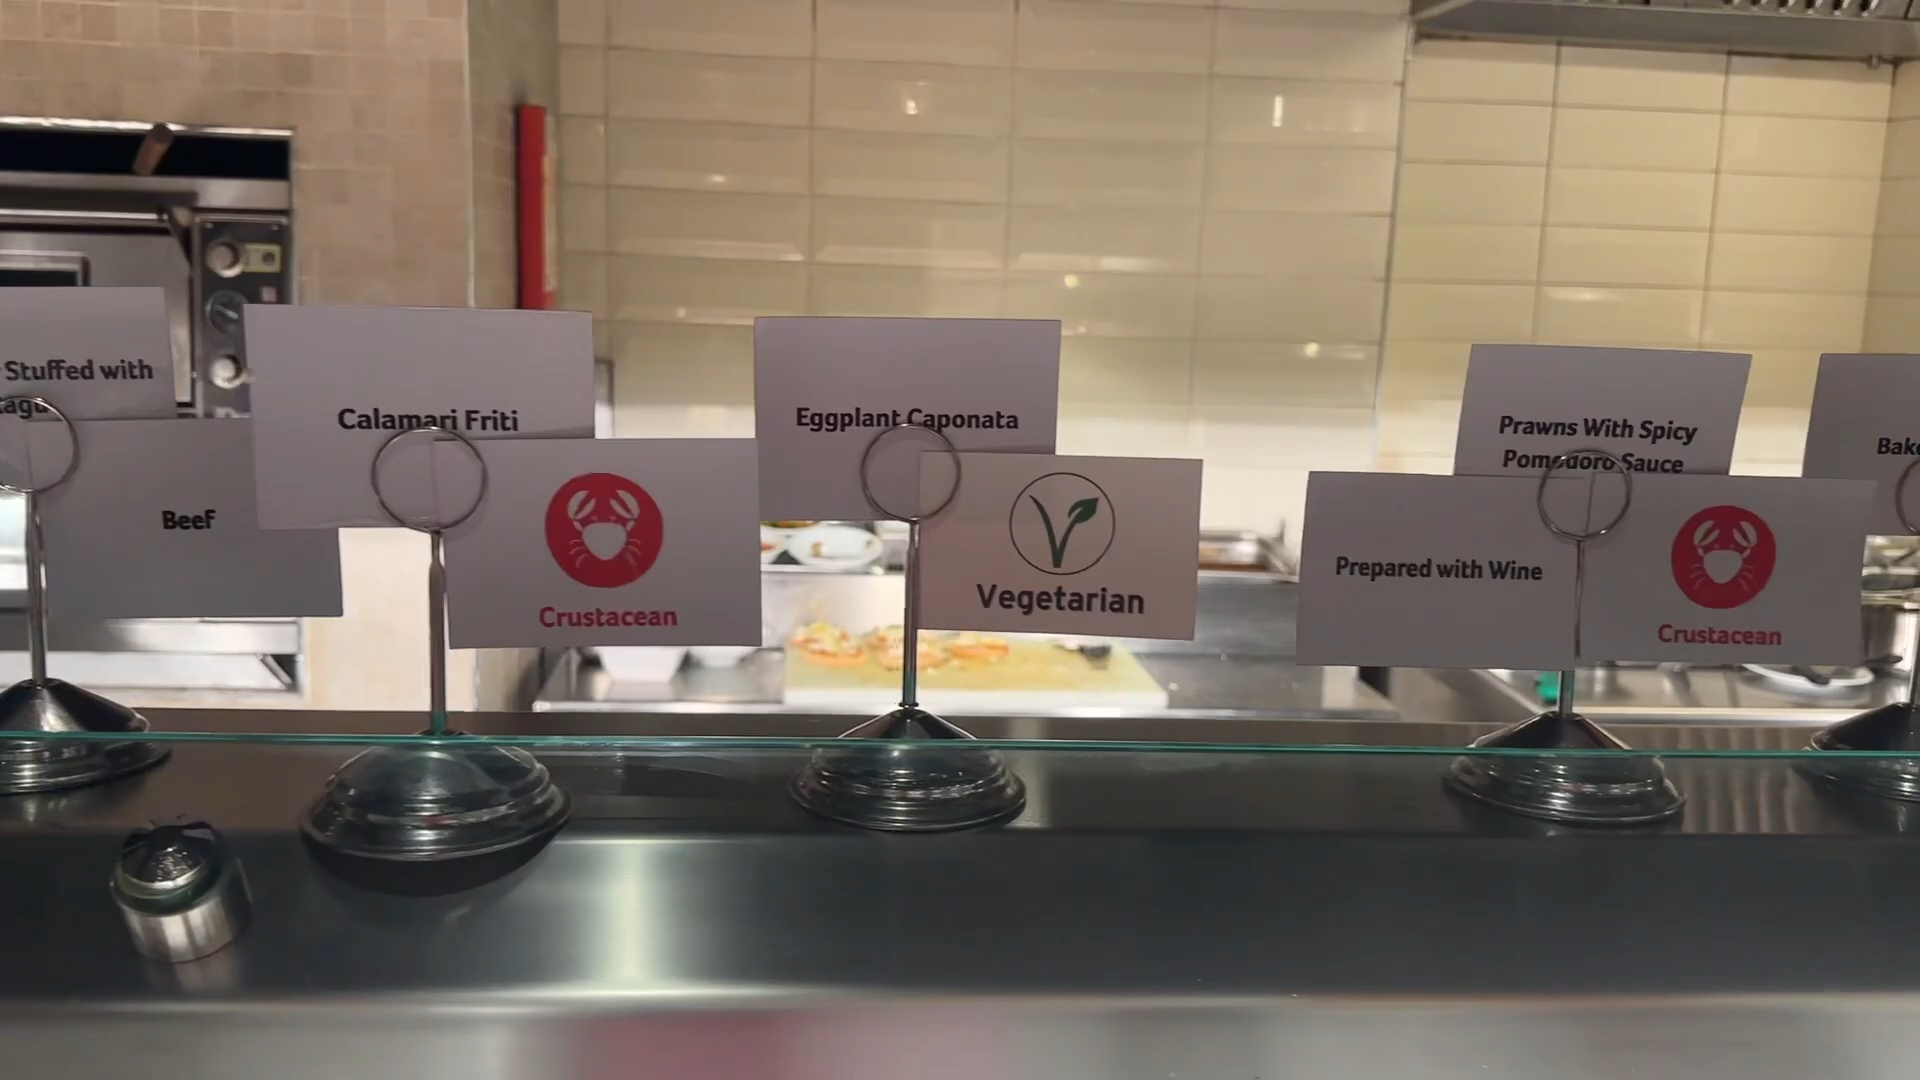 Stuffed with
Beef
Calamari Friti
Crustacean
Eggplant Caponata
Vegetarian
Prawns With Spicy
Pomodoro Sauce
Prepared with Wine
Crustacean